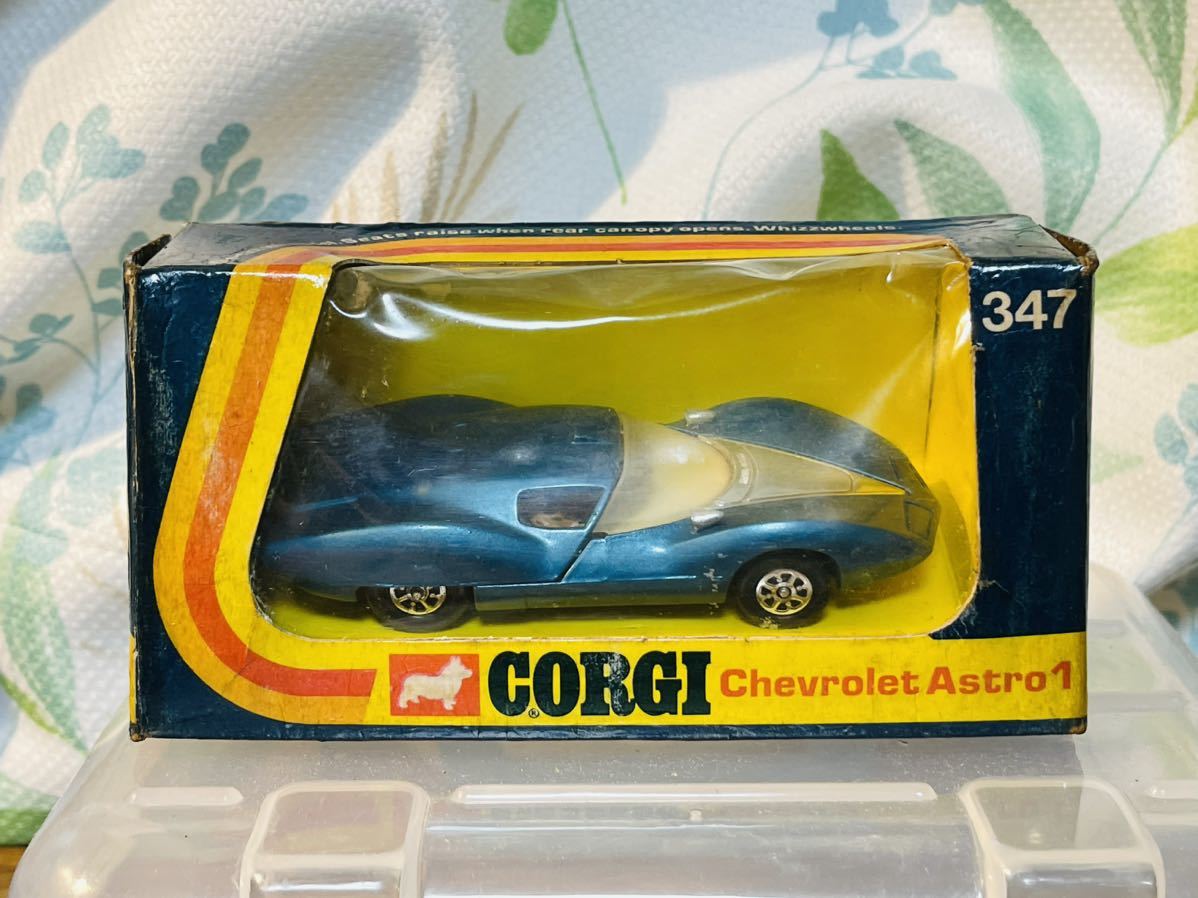 Seats raise when rear canopy opens. Whizzwheels.
347
CORGI ®
Chevrolet Astro 1